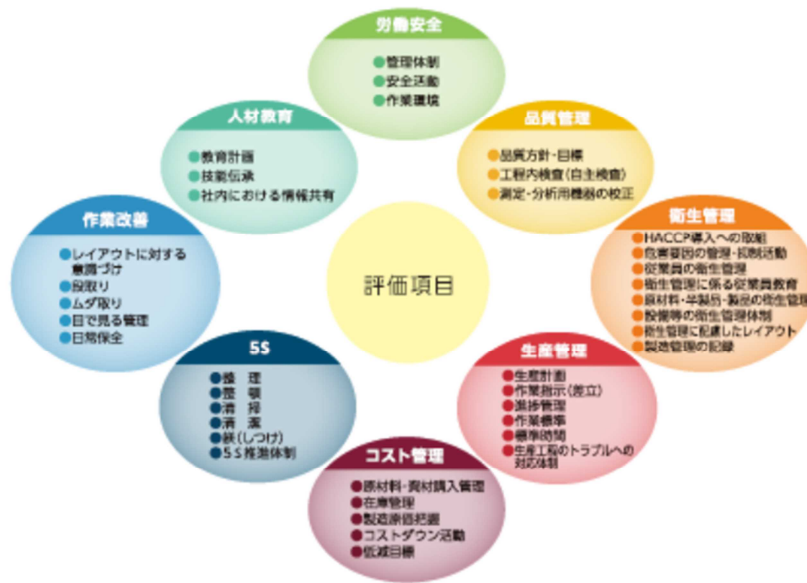 労働安全
●管理体制
●安全活動
●作業環境
人材教育
●教育計画
●技能伝承
●社内における情報共有
品質管理
●品質方針・目標
●工程内検査(自主検査)
●測定・分析用機器の校正
作業改善
●レイアウトに対する
意識づけ
●段取り
●ムダ取り
●目で見る管理
●日常保全
評価項目
衛生管理
●HACCP導入への取組
●危害要因の管理・抑制活動
●従業員の衛生管理
●衛生管理に係る従業員教育
●原材料・半製品・製品の衛生管理
●設備等の衛生管理体制
●衛生管理に配慮したレイアウト
●製造管理の記録
5S
●整 理
●整 頓
●清 掃
●清 潔
●躾(しつけ)
●5S推進体制
生産管理
●生産計画
●作業指示(差立)
●進捗管理
●作業標準
●標準時間
●生産工程のトラブルへの
対応体制
コスト管理
●原材料・資材購入管理
●在庫管理
●製造原価把握
●コストダウン活動
●低減目標